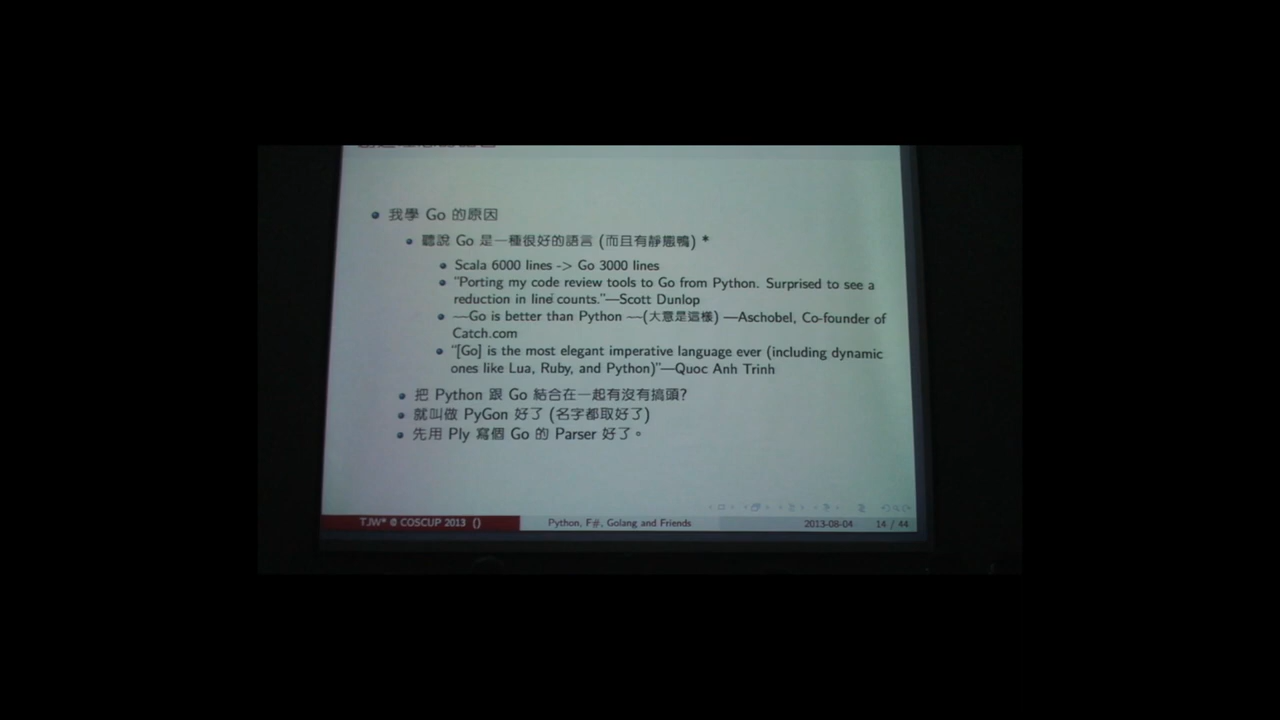 我學 Go 的原因
聽說 Go 是一種很好的語言 (而且有靜態鴨) *
Scala 6000 lines -> Go 3000 lines
"Porting my code review tools to Go from Python. Surprised to see a
reduction in line counts."—Scott Dunlop
~~Go is better than Python ~~(大意是這樣) —Aschobel, Co-founder of
Catch.com
"[Go] is the most elegant imperative language ever (including dynamic
ones like Lua, Ruby, and Python)"—Quoc Anh Trinh
把 Python 跟 Go 結合在一起有沒有搞頭?
就叫做 PyGon 好了 (名字都取好了)
先用 Ply 寫個 Go 的 Parser 好了。
TJW* @ COSCUP 2013 () Python, F#, Golang and Friends 2013-08-04 14 / 44